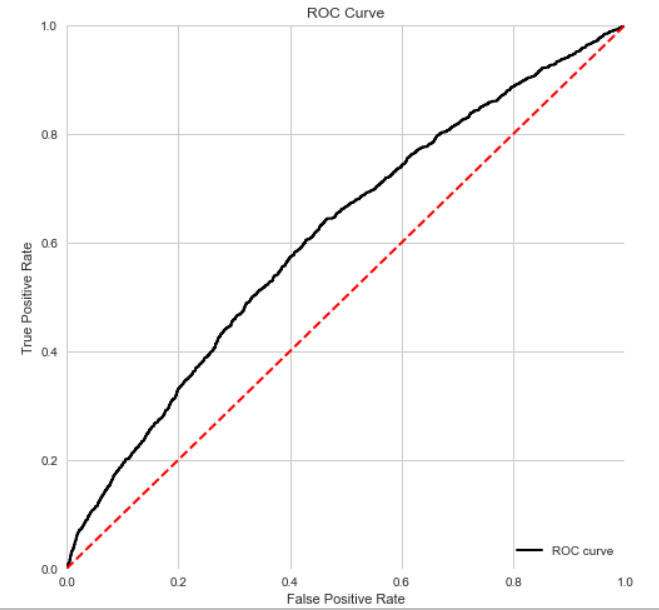 ROC Curve
1.0
0.8
0.6
0.4
0.2
0.0
True Positive Rate
ROC curve
0.0 0.2 0.4 0.6 0.8 1.0
False Positive Rate